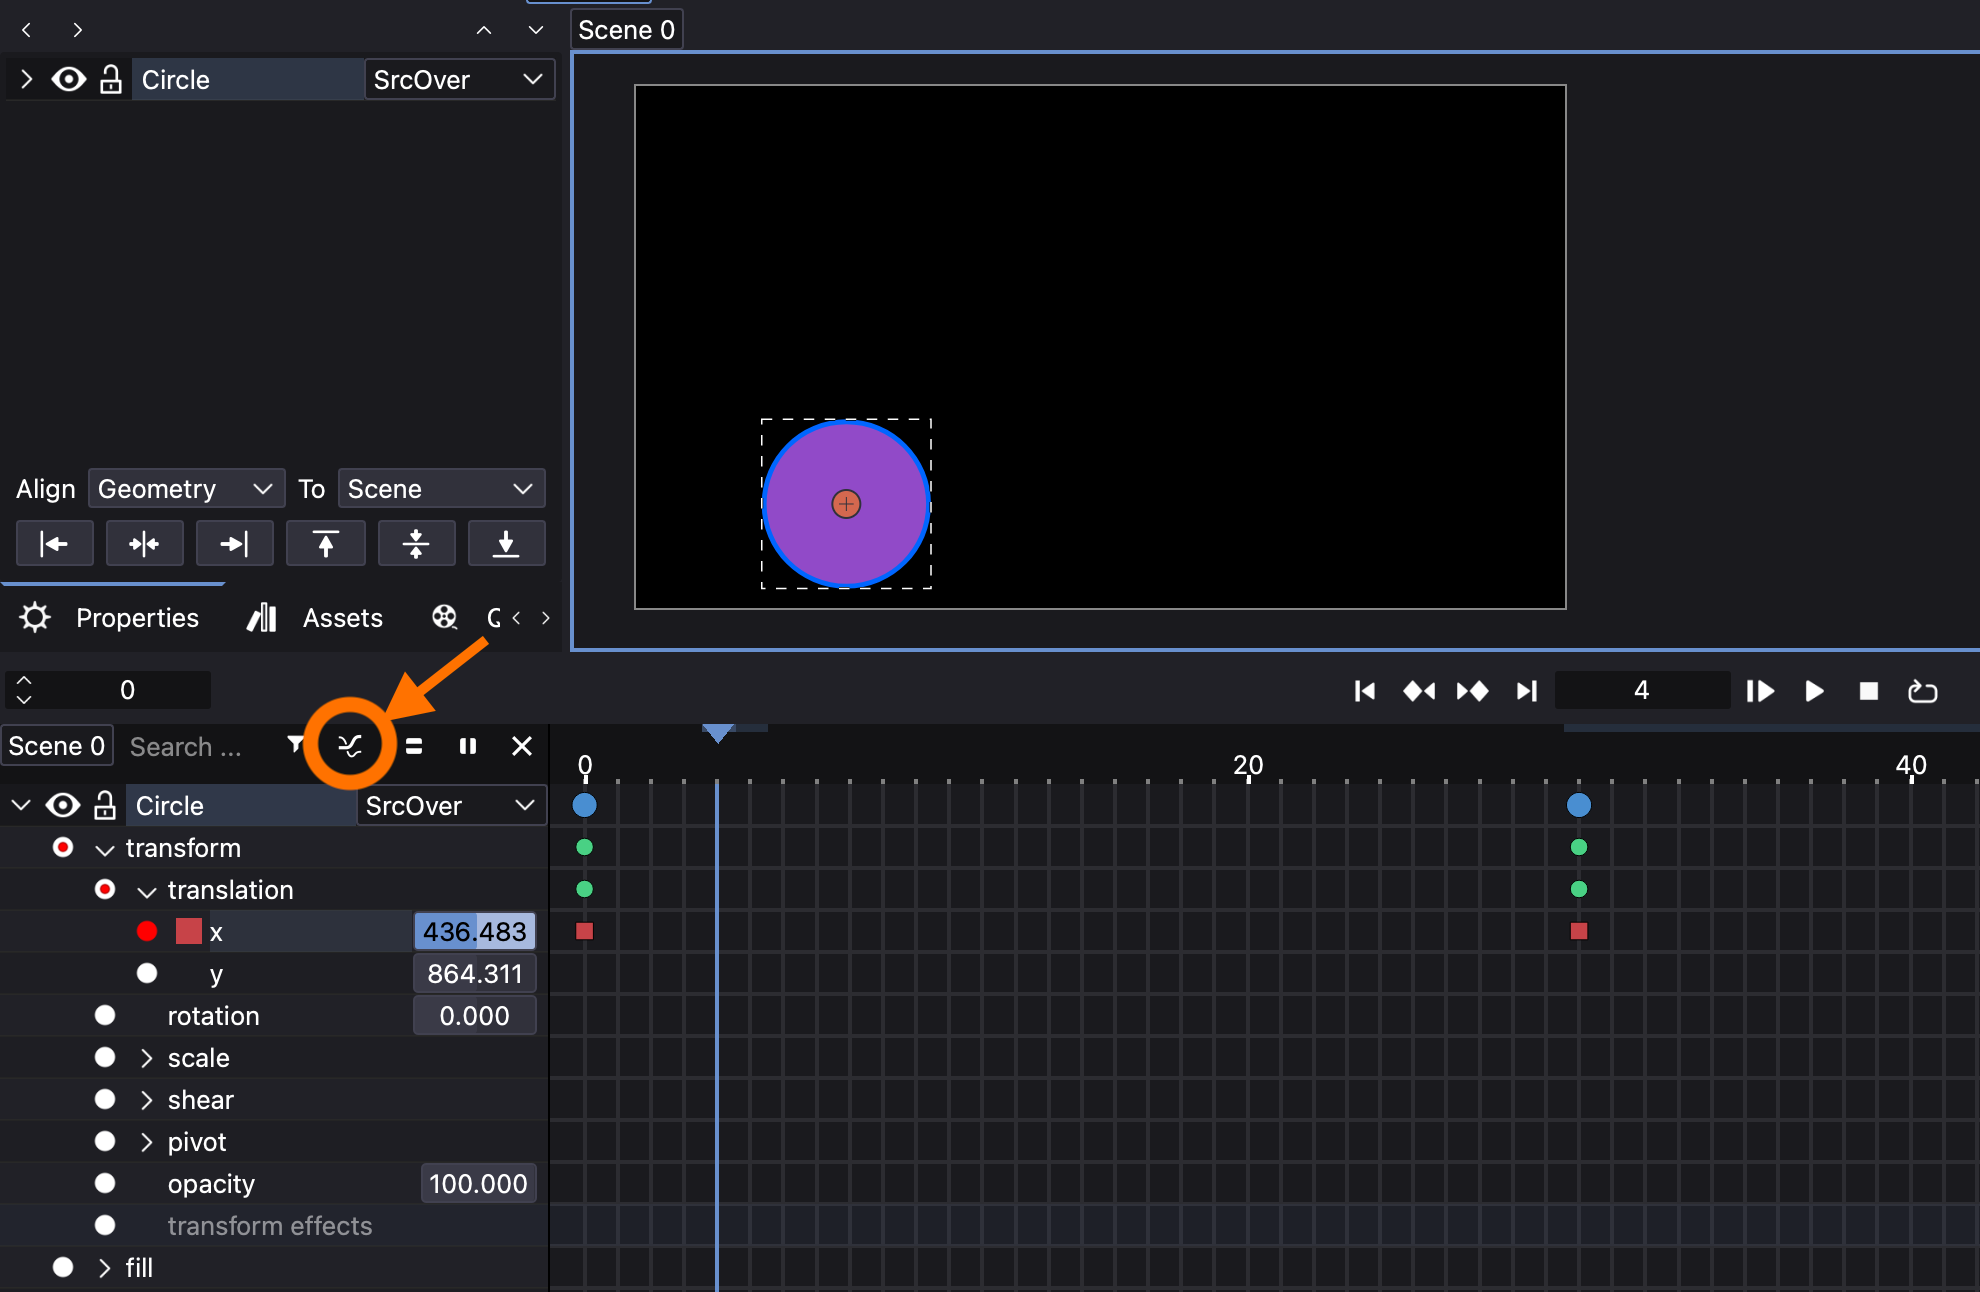 Scene 0
Circle SrcOver
Align Geometry To Scene
Properties Assets
0
4
Scene 0 Search ...
0 20 40
Circle SrcOver
transform
translation
x 436.483
y 864.311
rotation 0.000
scale
shear
pivot
opacity 100.000
transform effects
fill